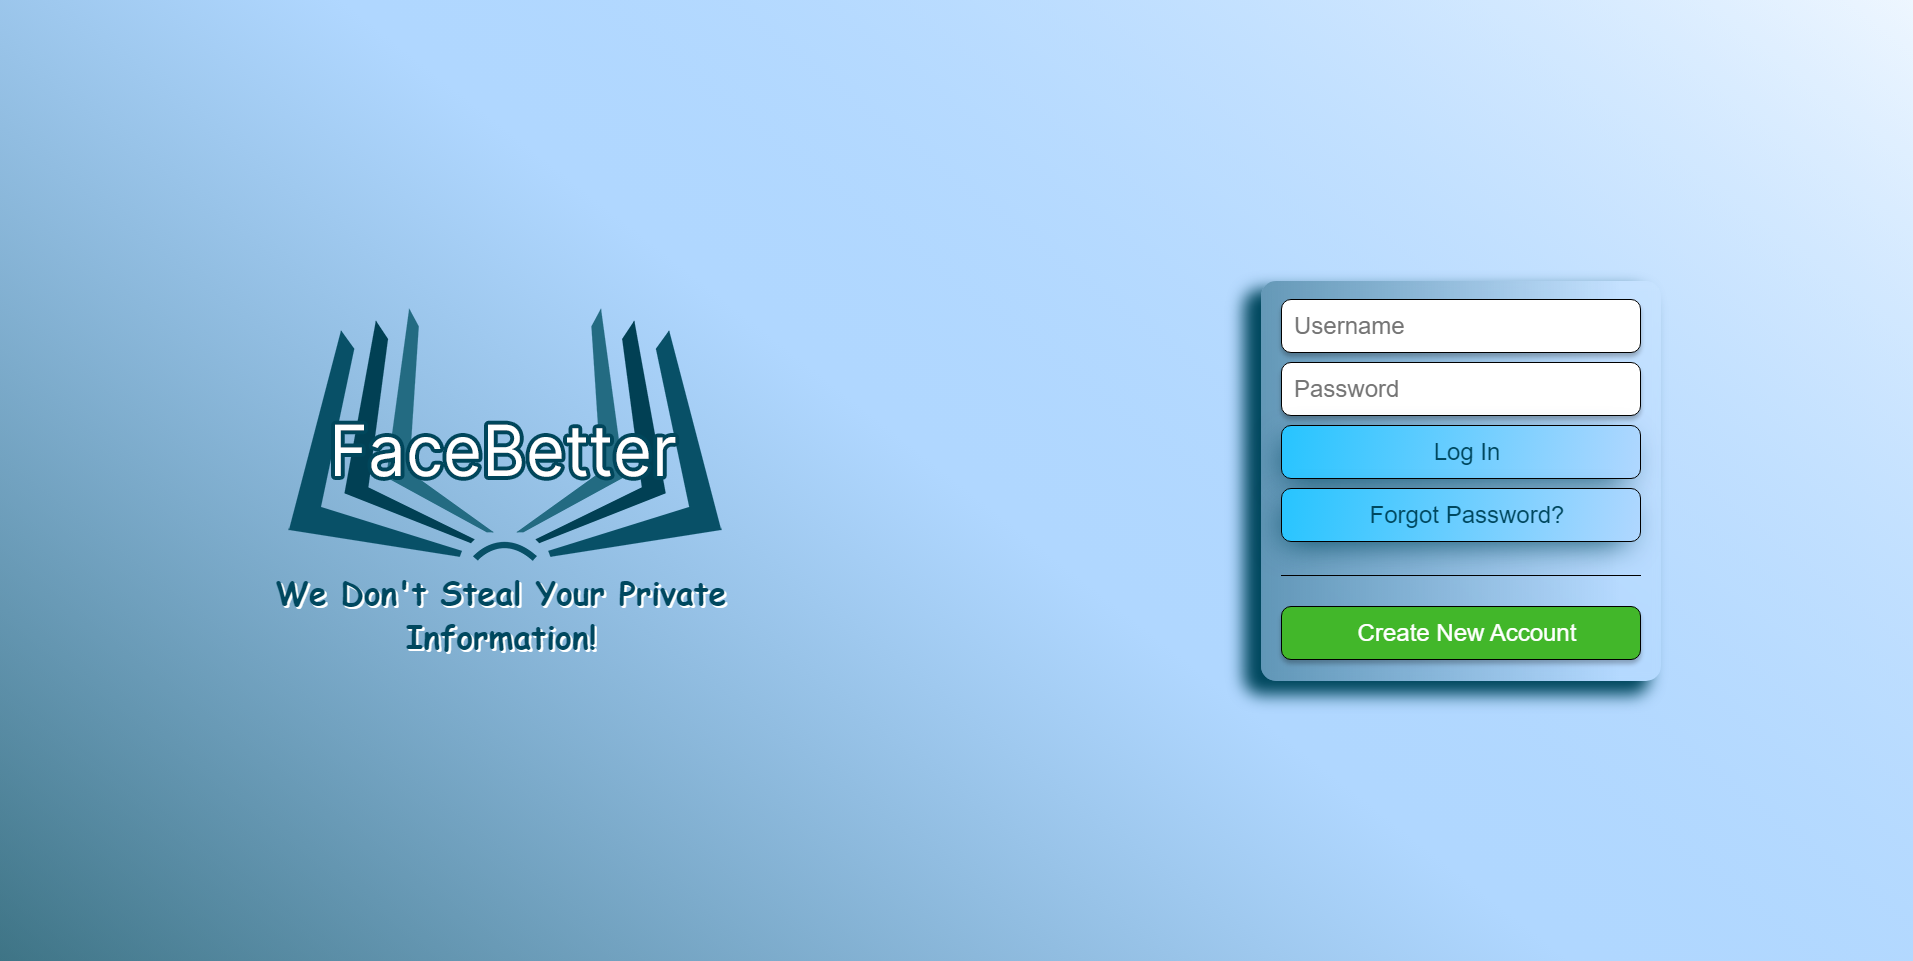 FaceBetter
We Don't Steal Your Private
Information!
Username
Password
Log In
Forgot Password?
Create New Account